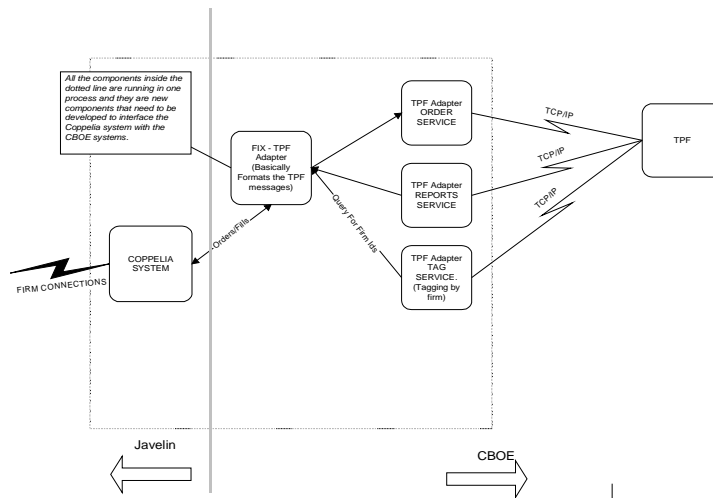 All the components inside the
dotted line are running in one
process and they are new
components that need to be
developed to interface the
Coppelia system with the
CBOE systems.
FIX - TPF
Adapter
(Basically
Formats the TPF
messages)
TPF Adapter
ORDER
SERVICE
TCP/IP
TPF
TPF Adapter
REPORTS
SERVICE
TCP/IP
Query For Firm Ids
TCP/IP
TPF Adapter
TAG
SERVICE.
(Tagging by
firm)
Orders/Fills
COPPELIA
SYSTEM
FIRM CONNECTIONS
Javelin
CBOE